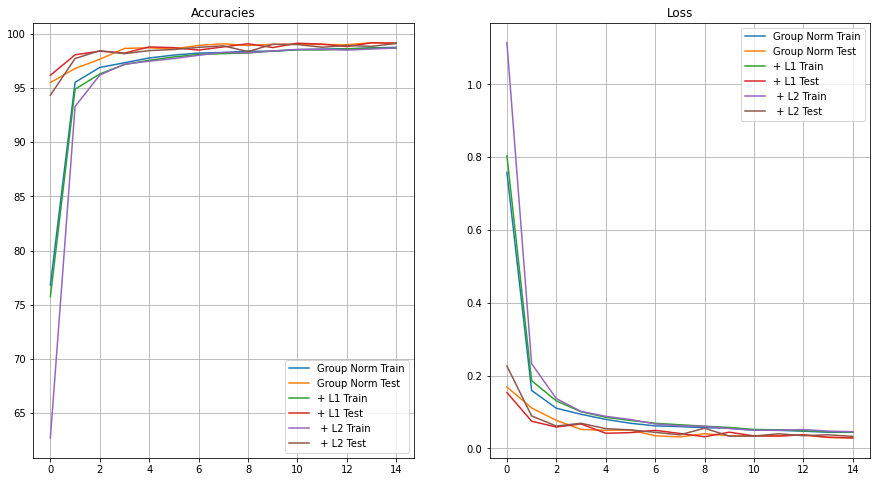 Accuracies
100
95
90
85
80
75
70
65
0 2 4 6 8 10 12 14
Group Norm Train
Group Norm Test
+ L1 Train
+ L1 Test
+ L2 Train
+ L2 Test
Loss
1.0
0.8
0.6
0.4
0.2
0.0
0 2 4 6 8 10 12 14
Group Norm Train
Group Norm Test
+ L1 Train
+ L1 Test
+ L2 Train
+ L2 Test